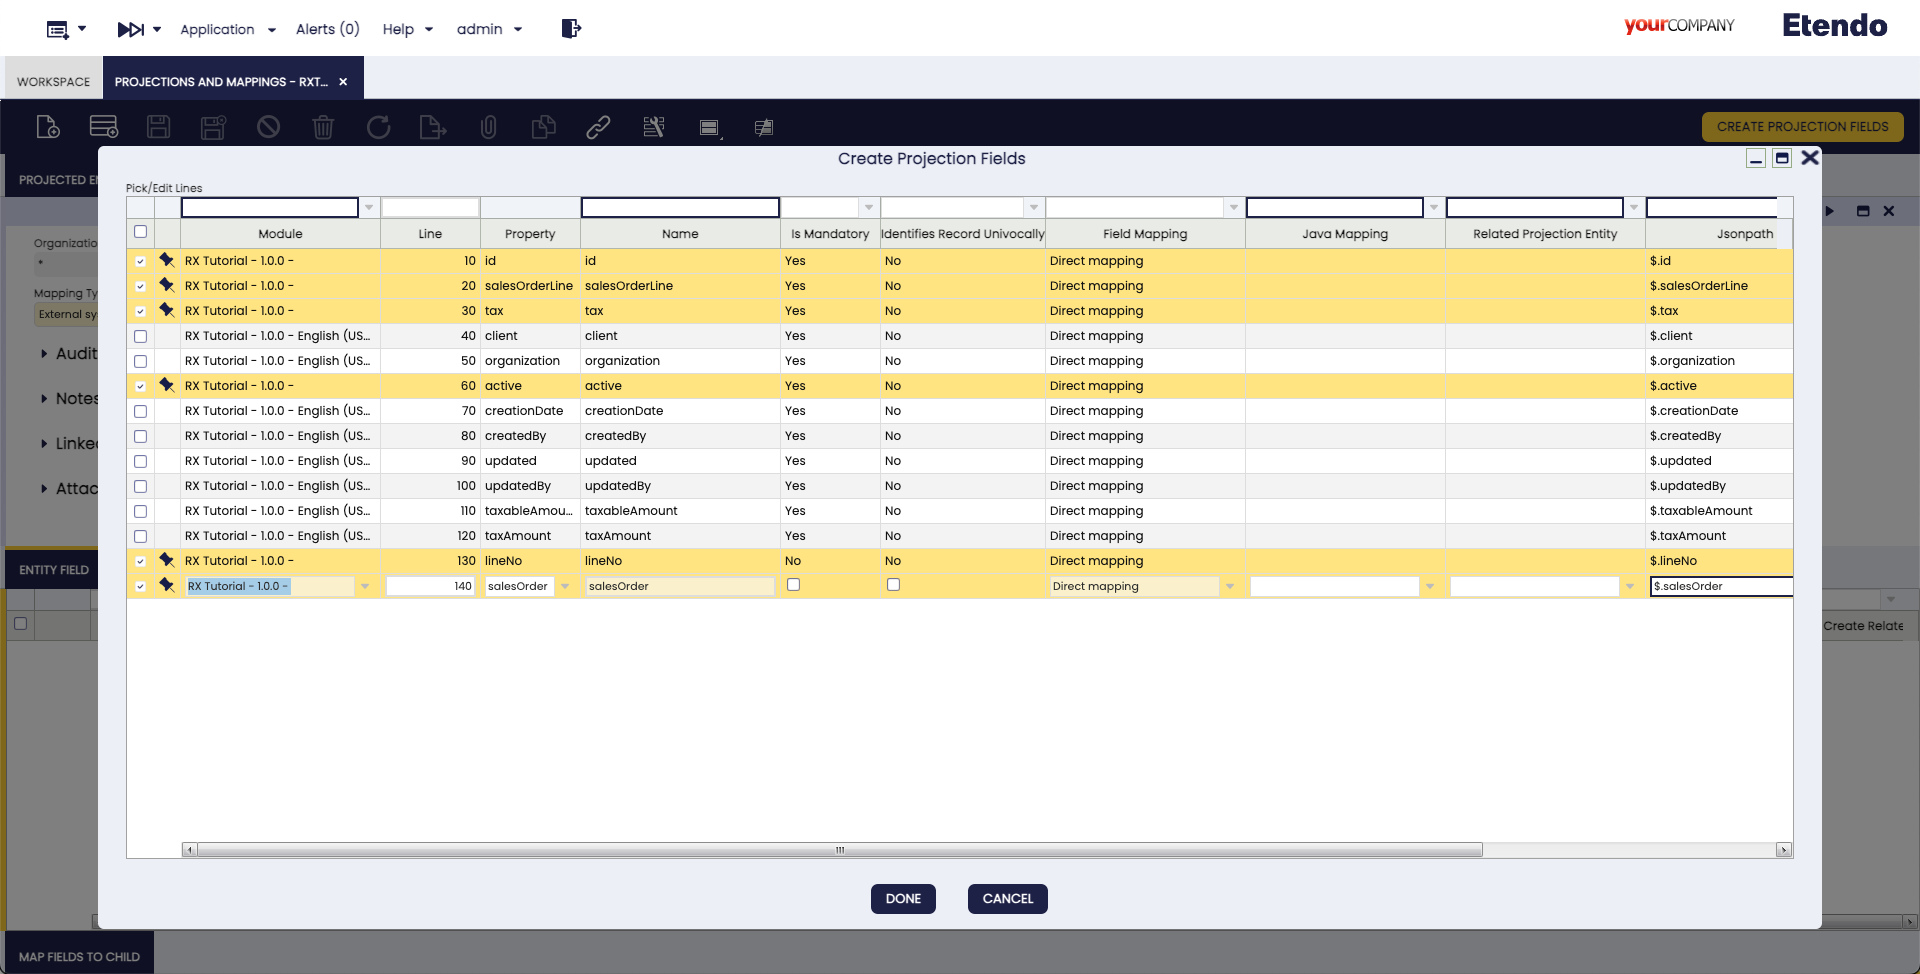 Application
Alerts (0)
Help
admin
yourCOMPANY
Etendo
WORKSPACE
PROJECTIONS AND MAPPINGS - RXT... ×
CREATE PROJECTION FIELDS
PROJECTED E
Create Projection Fields
Pick/Edit Lines
Organizatio
*
Mapping Ty
External sy
Audit
Notes
Linke
Attac
ENTITY FIELD
Create Relate
MAP FIELDS TO CHILD
Module Line Property Name Is Mandatory Identifies Record Univocally Field Mapping Java Mapping Related Projection Entity Jsonpath
RX Tutorial - 1.0.0 - 10 id id Yes No Direct mapping $.id
RX Tutorial - 1.0.0 - 20 salesOrderLine salesOrderLine Yes No Direct mapping $.salesOrderLine
RX Tutorial - 1.0.0 - 30 tax tax Yes No Direct mapping $.tax
RX Tutorial - 1.0.0 - English (US... 40 client client Yes No Direct mapping $.client
RX Tutorial - 1.0.0 - English (US... 50 organization organization Yes No Direct mapping $.organization
RX Tutorial - 1.0.0 - 60 active active Yes No Direct mapping $.active
RX Tutorial - 1.0.0 - English (US... 70 creationDate creationDate Yes No Direct mapping $.creationDate
RX Tutorial - 1.0.0 - English (US... 80 createdBy createdBy Yes No Direct mapping $.createdBy
RX Tutorial - 1.0.0 - English (US... 90 updated updated Yes No Direct mapping $.updated
RX Tutorial - 1.0.0 - English (US... 100 updatedBy updatedBy Yes No Direct mapping $.updatedBy
RX Tutorial - 1.0.0 - English (US... 110 taxableAmou... taxableAmount Yes No Direct mapping $.taxableAmount
RX Tutorial - 1.0.0 - English (US... 120 taxAmount taxAmount Yes No Direct mapping $.taxAmount
RX Tutorial - 1.0.0 - 130 lineNo lineNo No No Direct mapping $.lineNo
RX Tutorial - 1.0.0 - 140 salesOrder salesOrder Direct mapping $.salesOrder
DONE
CANCEL